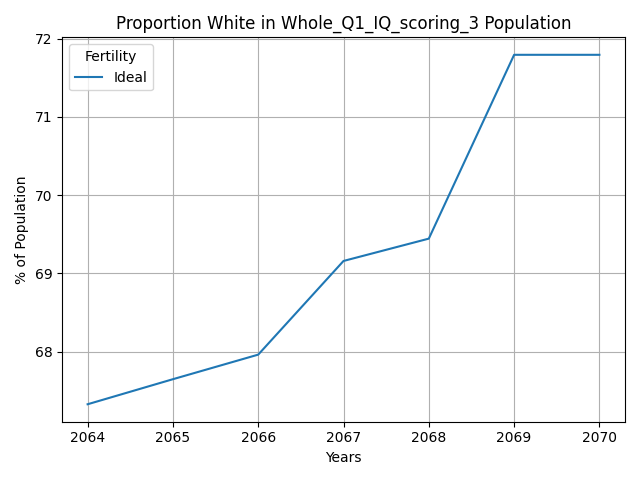 Proportion White in Whole_Q1_IQ_scoring_3 Population
72
71
70
69
68
% of Population
Fertility
Ideal
2064 2065 2066 2067 2068 2069 2070
Years